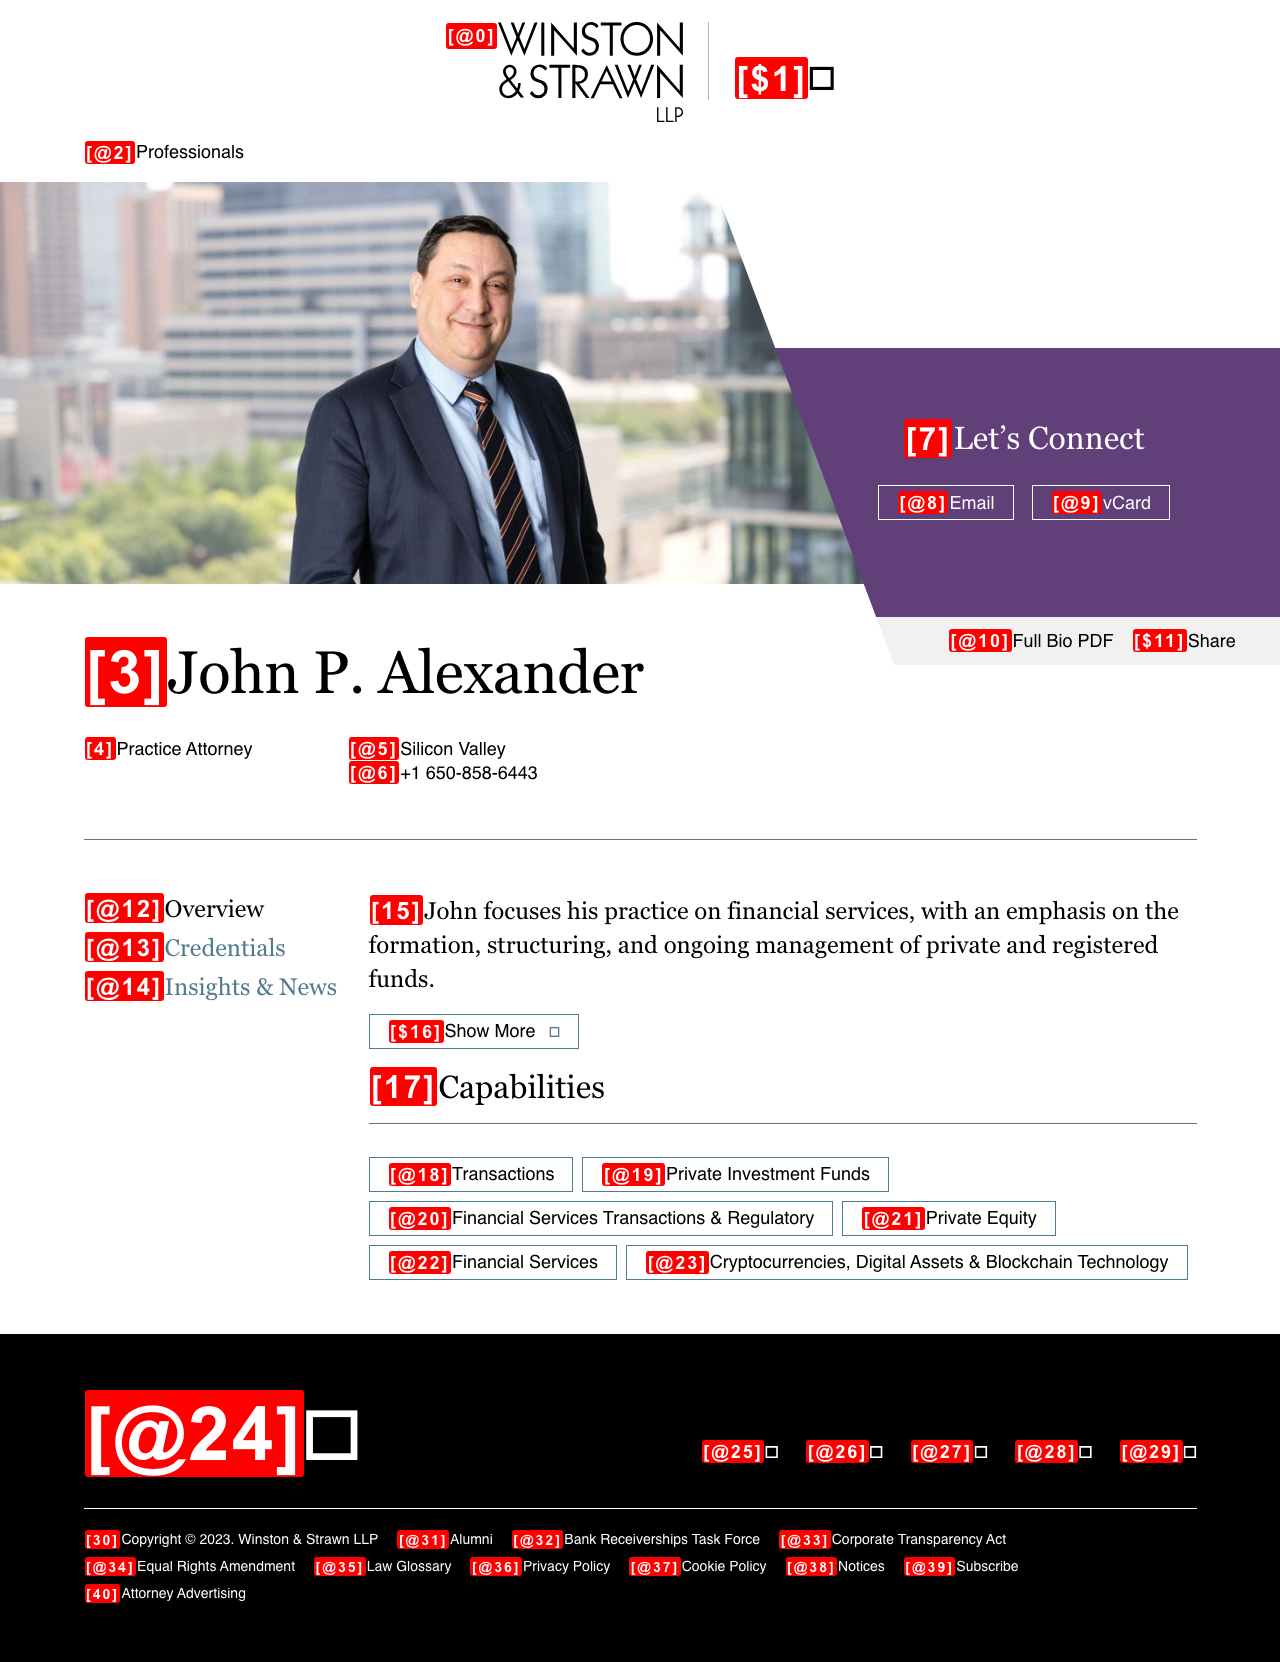 [@0] WINSTON
& STRAWN
LLP
[$1]
[@2] Professionals
[7] Let’s Connect
[@8] Email [@9] vCard
[@10] Full Bio PDF [$11] Share
[3] John P. Alexander
[4] Practice Attorney [@5] Silicon Valley
[@6] +1 650-858-6443
[@12] Overview
[@13] Credentials
[@14] Insights & News
[15] John focuses his practice on financial services, with an emphasis on the
formation, structuring, and ongoing management of private and registered
funds.
[$16] Show More
[17] Capabilities
[@18] Transactions [@19] Private Investment Funds
[@20] Financial Services Transactions & Regulatory [@21] Private Equity
[@22] Financial Services [@23] Cryptocurrencies, Digital Assets & Blockchain Technology
[@24]
[@25] [@26] [@27] [@28] [@29]
[30] Copyright © 2023. Winston & Strawn LLP [@31] Alumni [@32] Bank Receiverships Task Force [@33] Corporate Transparency Act
[@34] Equal Rights Amendment [@35] Law Glossary [@36] Privacy Policy [@37] Cookie Policy [@38] Notices [@39] Subscribe
[40] Attorney Advertising